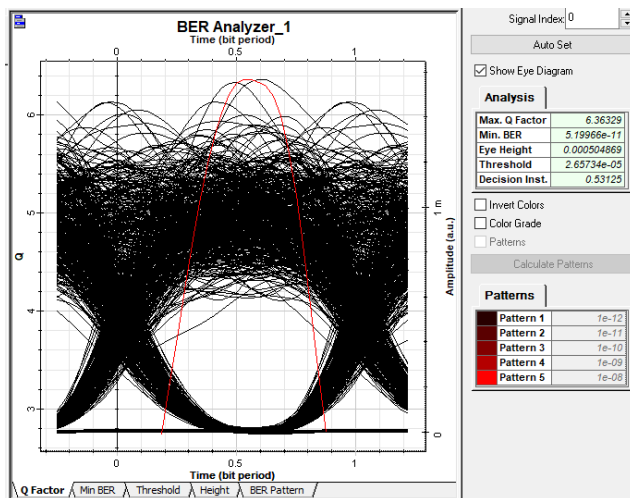 BER Analyzer_1
Time (bit period)
0 0.5 1
6
5
4
3
Q
1 m
0
Amplitude (a.u.)
0 0.5 1
Time (bit period)
Q Factor Min BER Threshold Height BER Pattern
Signal Index: 0
Auto Set
Show Eye Diagram
Analysis
Max. Q Factor 6.36329
Min. BER 5.19966e-11
Eye Height 0.000504869
Threshold 2.65734e-05
Decision Inst. 0.53125
Invert Colors
Color Grade
Patterns
Calculate Patterns
Patterns
Pattern 1 1e-12
Pattern 2 1e-11
Pattern 3 1e-10
Pattern 4 1e-09
Pattern 5 1e-08